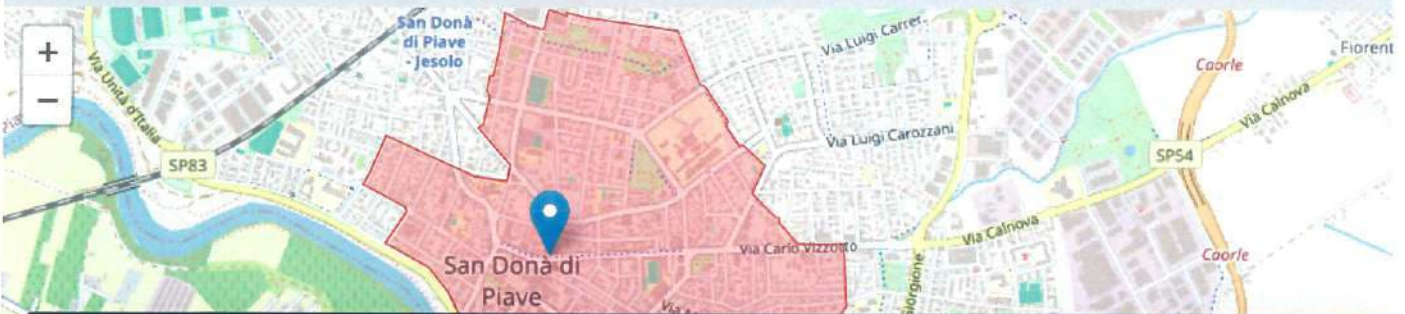 +
−
San Donà
di Piave
- Jesolo
Via Unità d'Italia
SP83
Via Luigi Carrer
Via Luigi Carozzani
Caorle
Fiorent
Via Calnova
SP54
Via Calnova
Via Carlo Vizzotto
Caorle
San Donà di
Piave